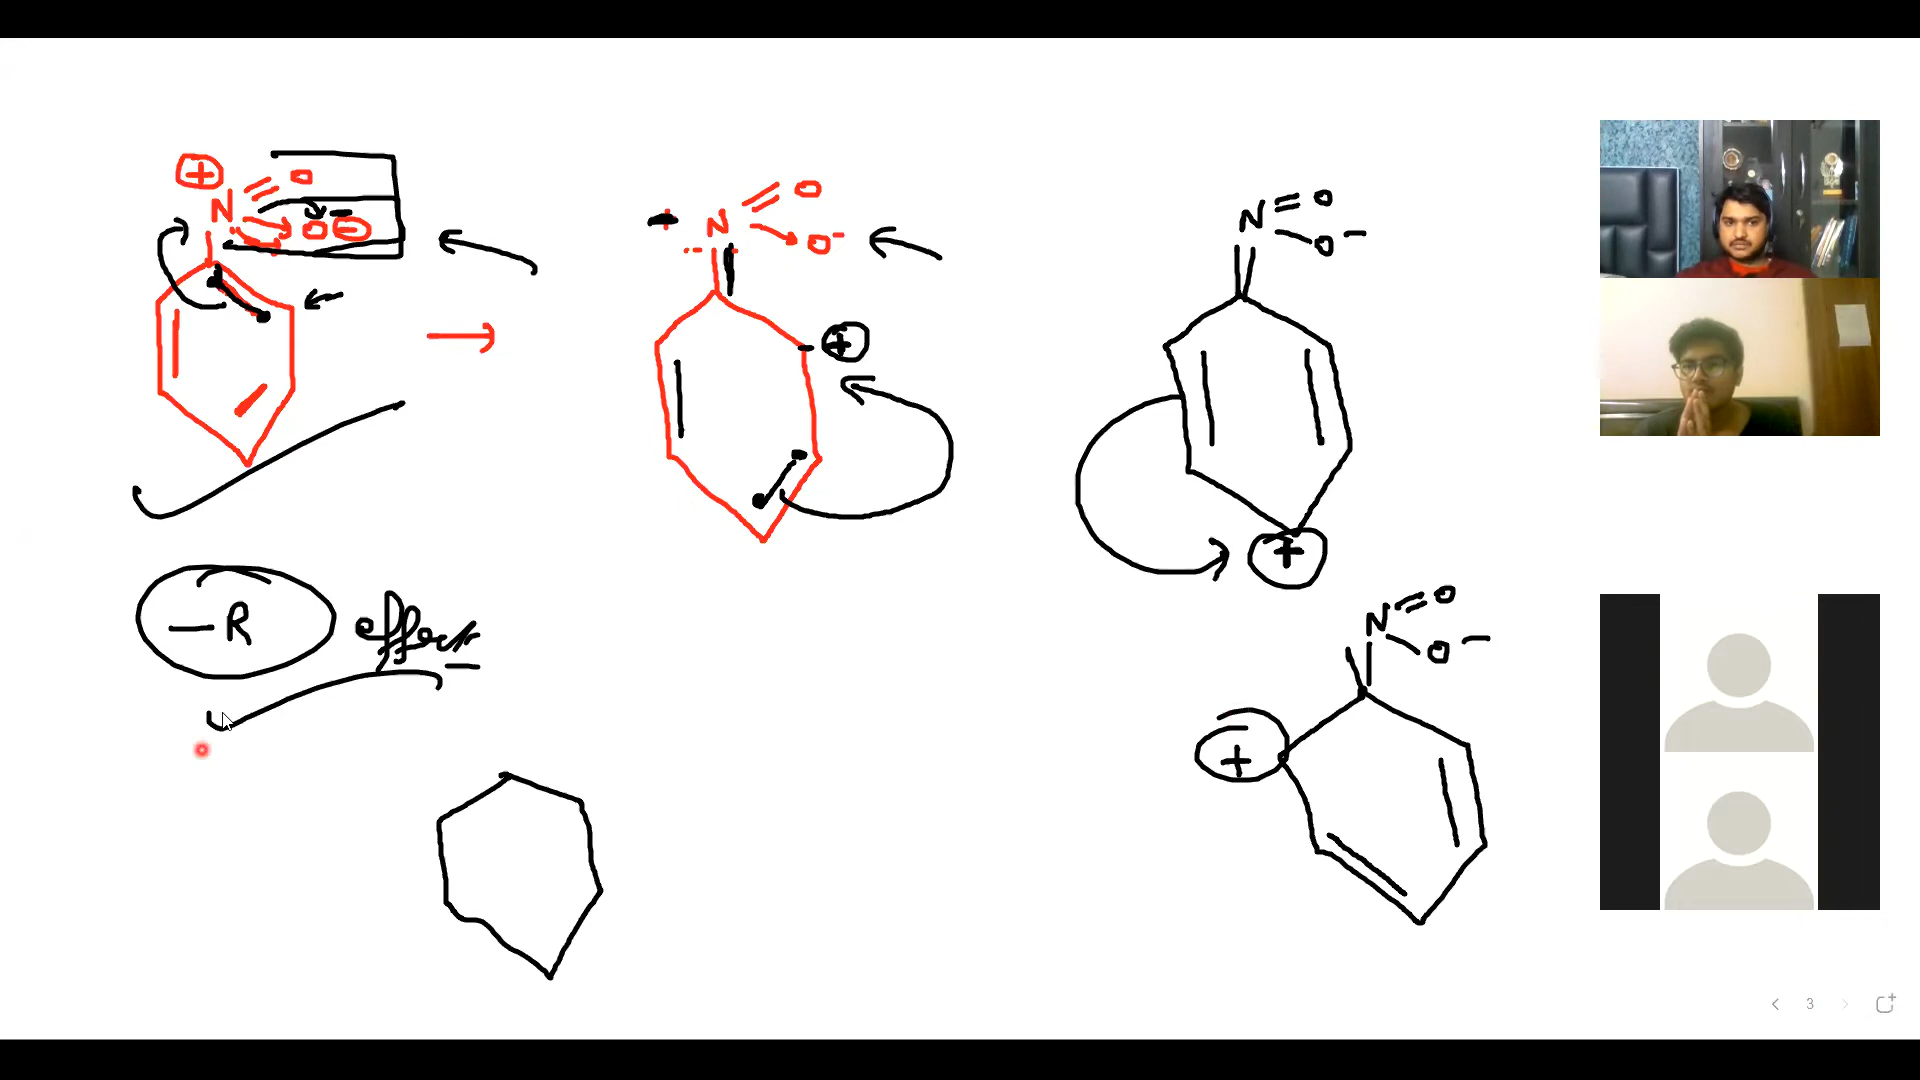 ⊕
N = O
O ⊖
+
N = O
O -
⊕
N = O
O -
⊕
- R effect
N = O
O -
+
3